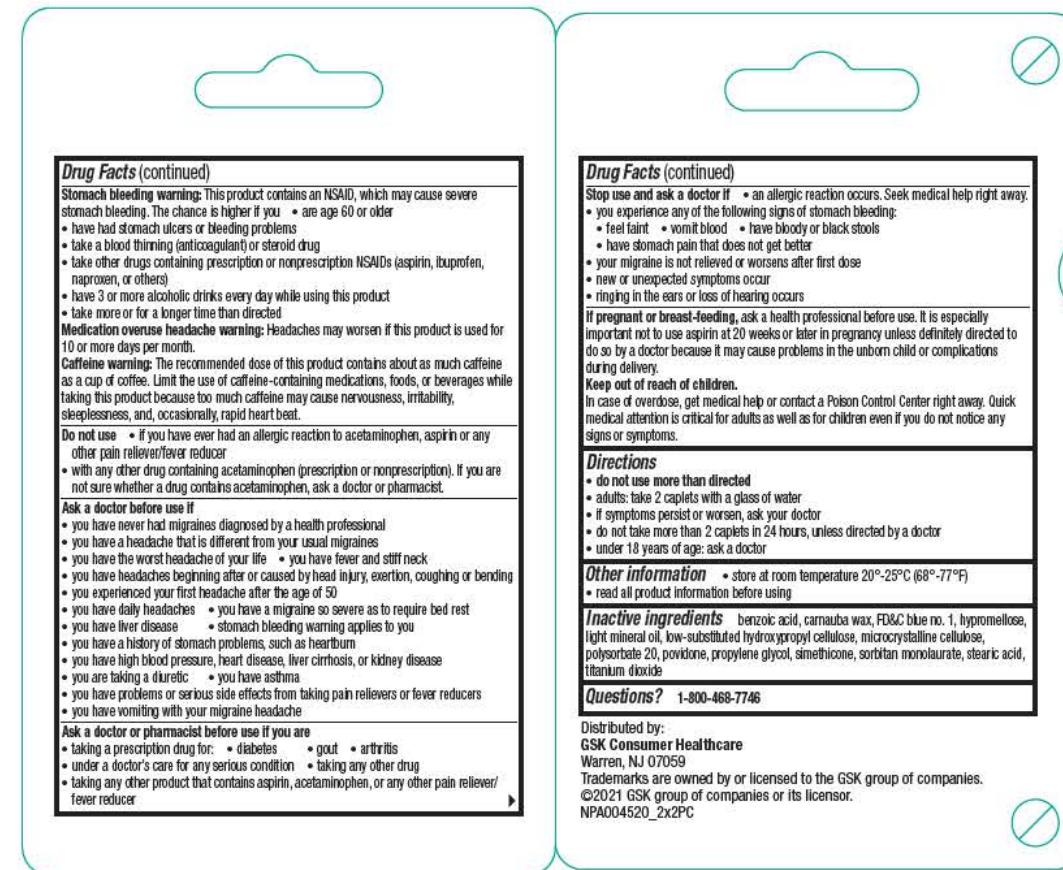 Drug Facts (continued)
Stomach bleeding warning: This product contains an NSAID, which may cause severe
stomach bleeding. The chance is higher if you • are age 60 or older
• have had stomach ulcers or bleeding problems
• take a blood thinning (anticoagulant) or steroid drug
• take other drugs containing prescription or nonprescription NSAIDs (aspirin, ibuprofen,
naproxen, or others)
• have 3 or more alcoholic drinks every day while using this product
• take more or for a longer time than directed
Medication overuse headache warning: Headaches may worsen if this product is used for
10 or more days per month.
Caffeine warning: The recommended dose of this product contains about as much caffeine
as a cup of coffee. Limit the use of caffeine-containing medications, foods, or beverages while
taking this product because too much caffeine may cause nervousness, irritability,
sleeplessness, and, occasionally, rapid heart beat.
Do not use • if you have ever had an allergic reaction to acetaminophen, aspirin or any
other pain reliever/fever reducer
• with any other drug containing acetaminophen (prescription or nonprescription). If you are
not sure whether a drug contains acetaminophen, ask a doctor or pharmacist.
Ask a doctor before use if
• you have never had migraines diagnosed by a health professional
• you have a headache that is different from your usual migraines
• you have the worst headache of your life • you have fever and stiff neck
• you have headaches beginning after or caused by head injury, exertion, coughing or bending
• you experienced your first headache after the age of 50
• you have daily headaches • you have a migraine so severe as to require bed rest
• you have liver disease • stomach bleeding warning applies to you
• you have a history of stomach problems, such as heartburn
• you have high blood pressure, heart disease, liver cirrhosis, or kidney disease
• you are taking a diuretic • you have asthma
• you have problems or serious side effects from taking pain relievers or fever reducers
• you have vomiting with your migraine headache
Ask a doctor or pharmacist before use if you are
• taking a prescription drug for: • diabetes • gout • arthritis
• under a doctor's care for any serious condition • taking any other drug
• taking any other product that contains aspirin, acetaminophen, or any other pain reliever/
fever reducer
Drug Facts (continued)
Stop use and ask a doctor if • an allergic reaction occurs. Seek medical help right away.
• you experience any of the following signs of stomach bleeding:
• feel faint • vomit blood • have bloody or black stools
• have stomach pain that does not get better
• your migraine is not relieved or worsens after first dose
• new or unexpected symptoms occur
• ringing in the ears or loss of hearing occurs
If pregnant or breast-feeding, ask a health professional before use. It is especially
important not to use aspirin at 20 weeks or later in pregnancy unless definitely directed to
do so by a doctor because it may cause problems in the unborn child or complications
during delivery.
Keep out of reach of children.
In case of overdose, get medical help or contact a Poison Control Center right away. Quick
medical attention is critical for adults as well as for children even if you do not notice any
signs or symptoms.
Directions
• do not use more than directed
• adults: take 2 caplets with a glass of water
• if symptoms persist or worsen, ask your doctor
• do not take more than 2 caplets in 24 hours, unless directed by a doctor
• under 18 years of age: ask a doctor
Other information • store at room temperature 20°-25°C (68°-77°F)
• read all product information before using
Inactive ingredients benzoic acid, carnauba wax, FD&C blue no. 1, hypromellose,
light mineral oil, low-substituted hydroxypropyl cellulose, microcrystalline cellulose,
polysorbate 20, povidone, propylene glycol, simethicone, sorbitan monolaurate, stearic acid,
titanium dioxide
Questions? 1-800-468-7746
Distributed by:
GSK Consumer Healthcare
Warren, NJ 07059
Trademarks are owned by or licensed to the GSK group of companies.
©2021 GSK group of companies or its licensor.
NPA004520_2x2PC